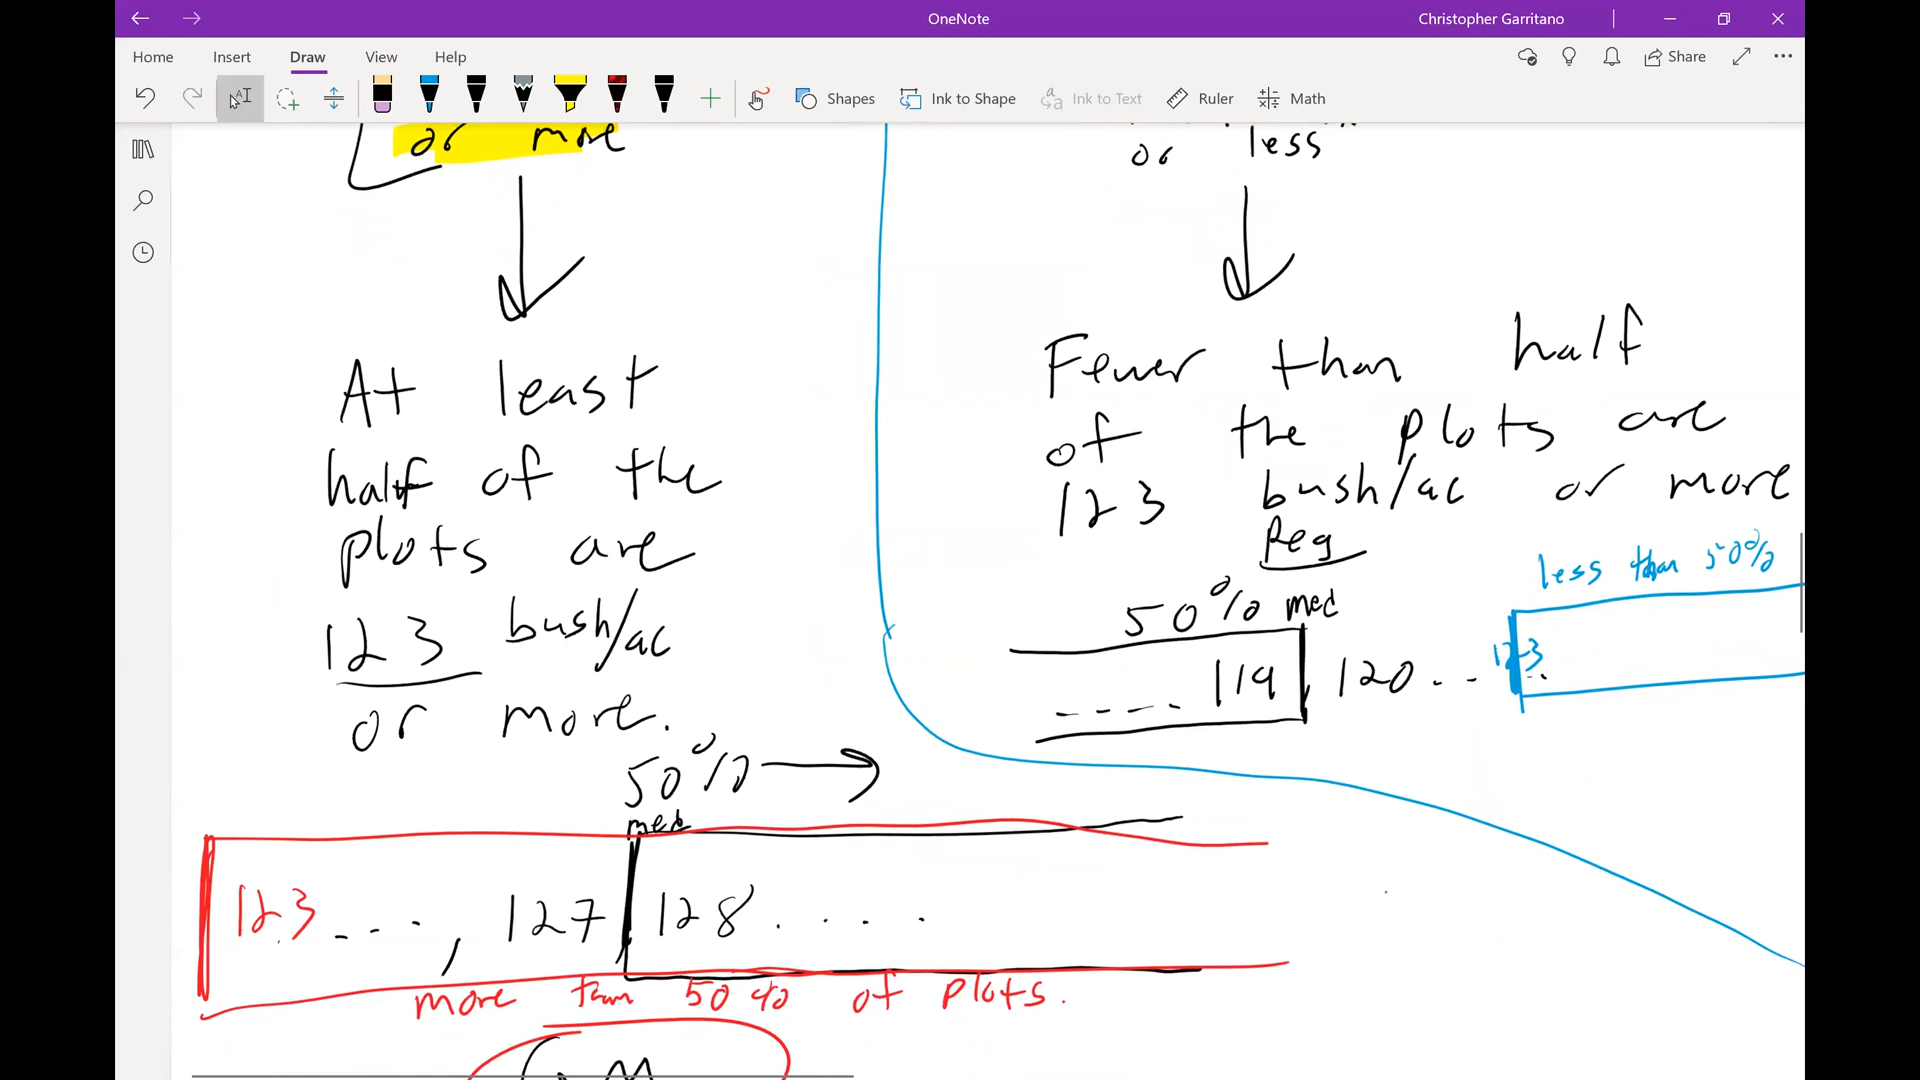 OneNote
Christopher Garritano
Home Insert Draw View Help
Share
Shapes
Ink to Shape
Ink to Text
Ruler
Math
or more
At least
half of the
plots are
123 bush/ac
or more.
50%
med
123 ..., 127 128 ....
more than 50% of plots.
or less
Fewer than half
of the plots are
123 bush/ac or more
Reg
50% med
---- 119 120 ..
less than 50%
123 ..